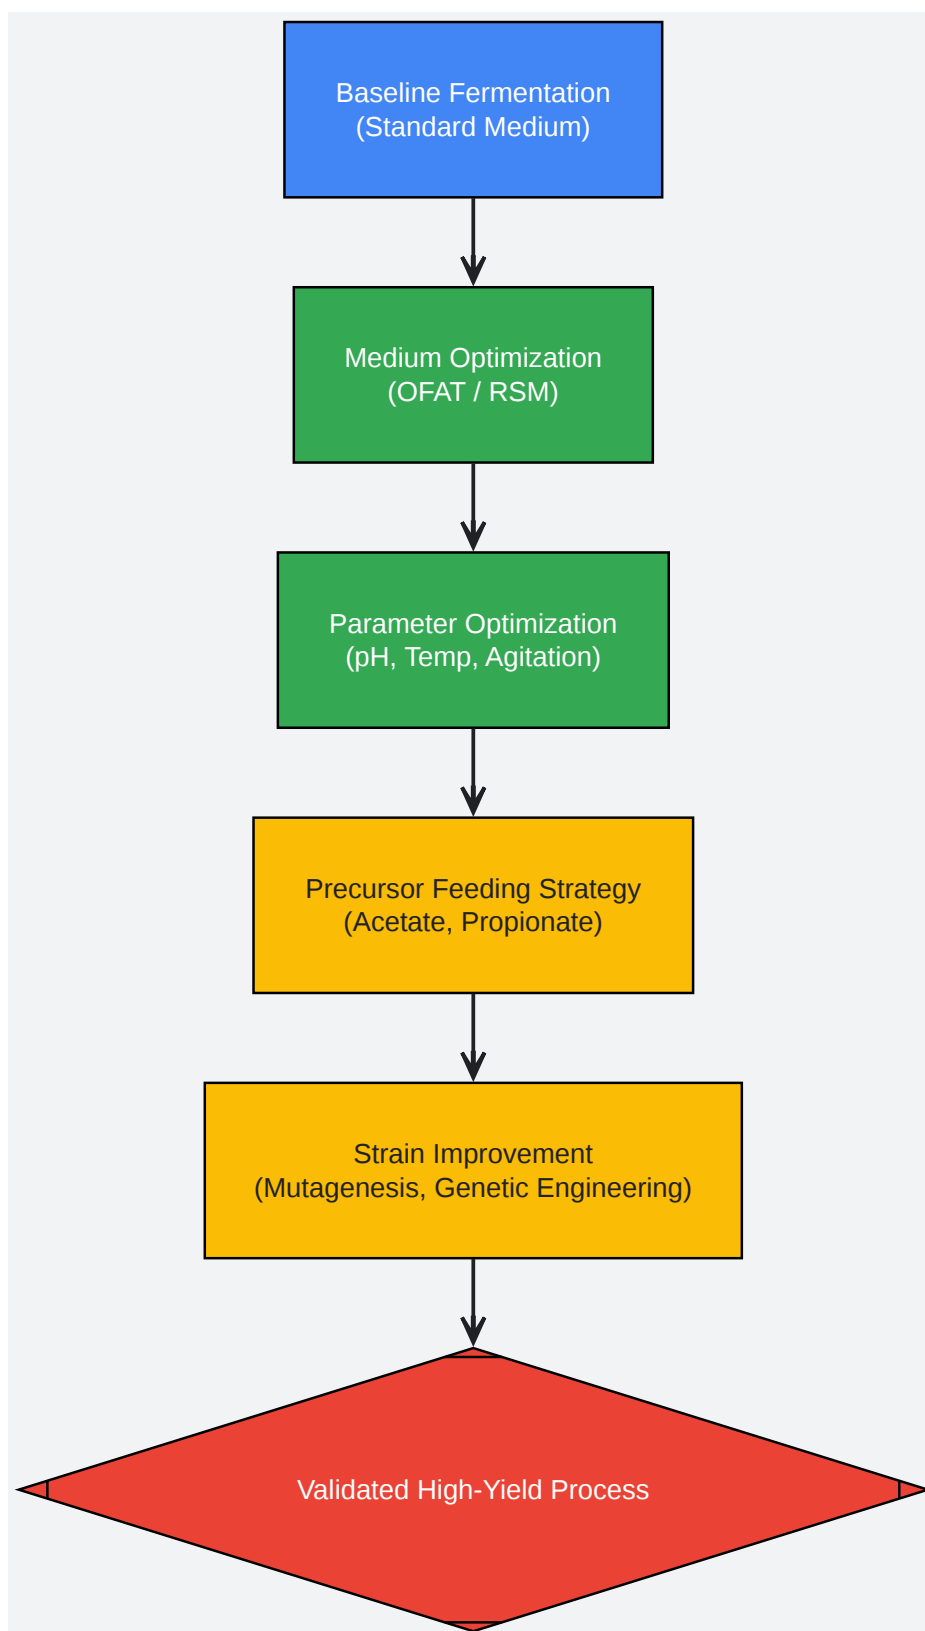 Baseline Fermentation
(Standard Medium)
Medium Optimization
(OFAT / RSM)
Parameter Optimization
(pH, Temp, Agitation)
Precursor Feeding Strategy
(Acetate, Propionate)
Strain Improvement
(Mutagenesis, Genetic Engineering)
Validated High-Yield Process